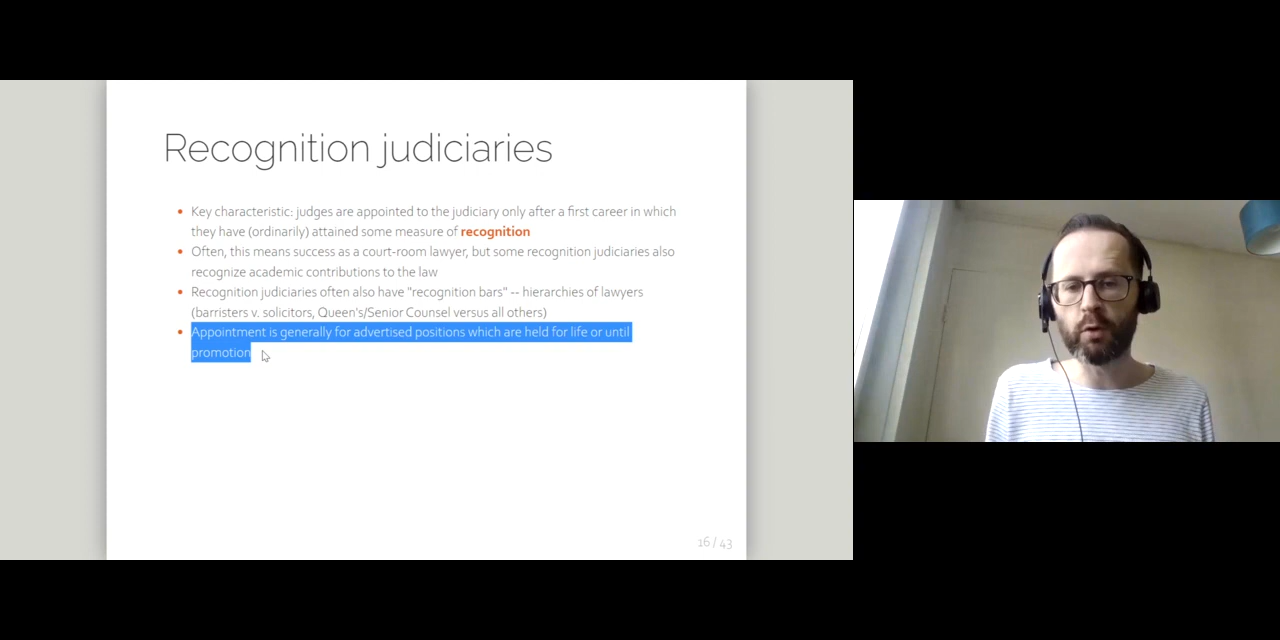 Recognition judiciaries
• Key characteristic: judges are appointed to the judiciary only after a first career in which
they have (ordinarily) attained some measure of recognition
• Often, this means success as a court-room lawyer, but some recognition judiciaries also
recognize academic contributions to the law
• Recognition judiciaries often also have "recognition bars" -- hierarchies of lawyers
(barristers v. solicitors, Queen's/Senior Counsel versus all others)
• Appointment is generally for advertised positions which are held for life or until
promotion
16 / 43